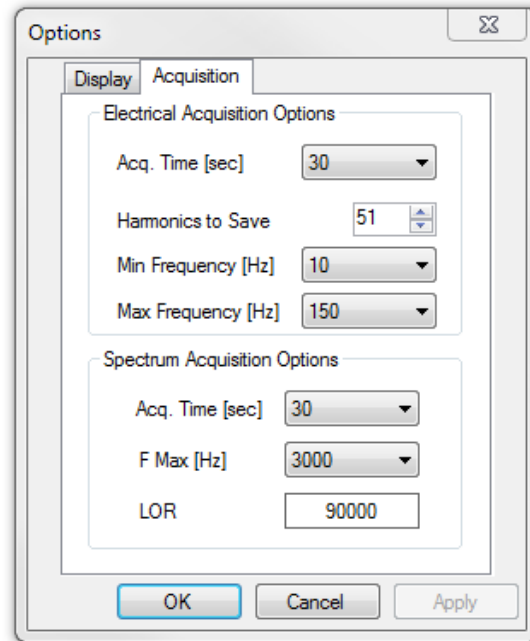 Options
Display Acquisition
Electrical Acquisition Options
Acq. Time [sec] 30
Harmonics to Save 51
Min Frequency [Hz] 10
Max Frequency [Hz] 150
Spectrum Acquisition Options
Acq. Time [sec] 30
F Max [Hz] 3000
LOR 90000
OK Cancel Apply